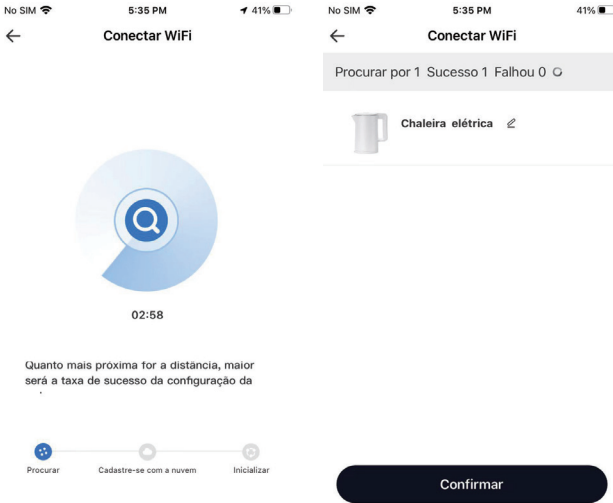 No SIM 5:35 PM 41%
Conectar WiFi
02:58
Quanto mais próxima for a distância, maior
será a taxa de sucesso da configuração da
Procurar Cadastre-se com a nuvem Inicializar
No SIM 5:35 PM 41%
Conectar WiFi
Procurar por 1 Sucesso 1 Falhou 0
Chaleira elétrica
Confirmar